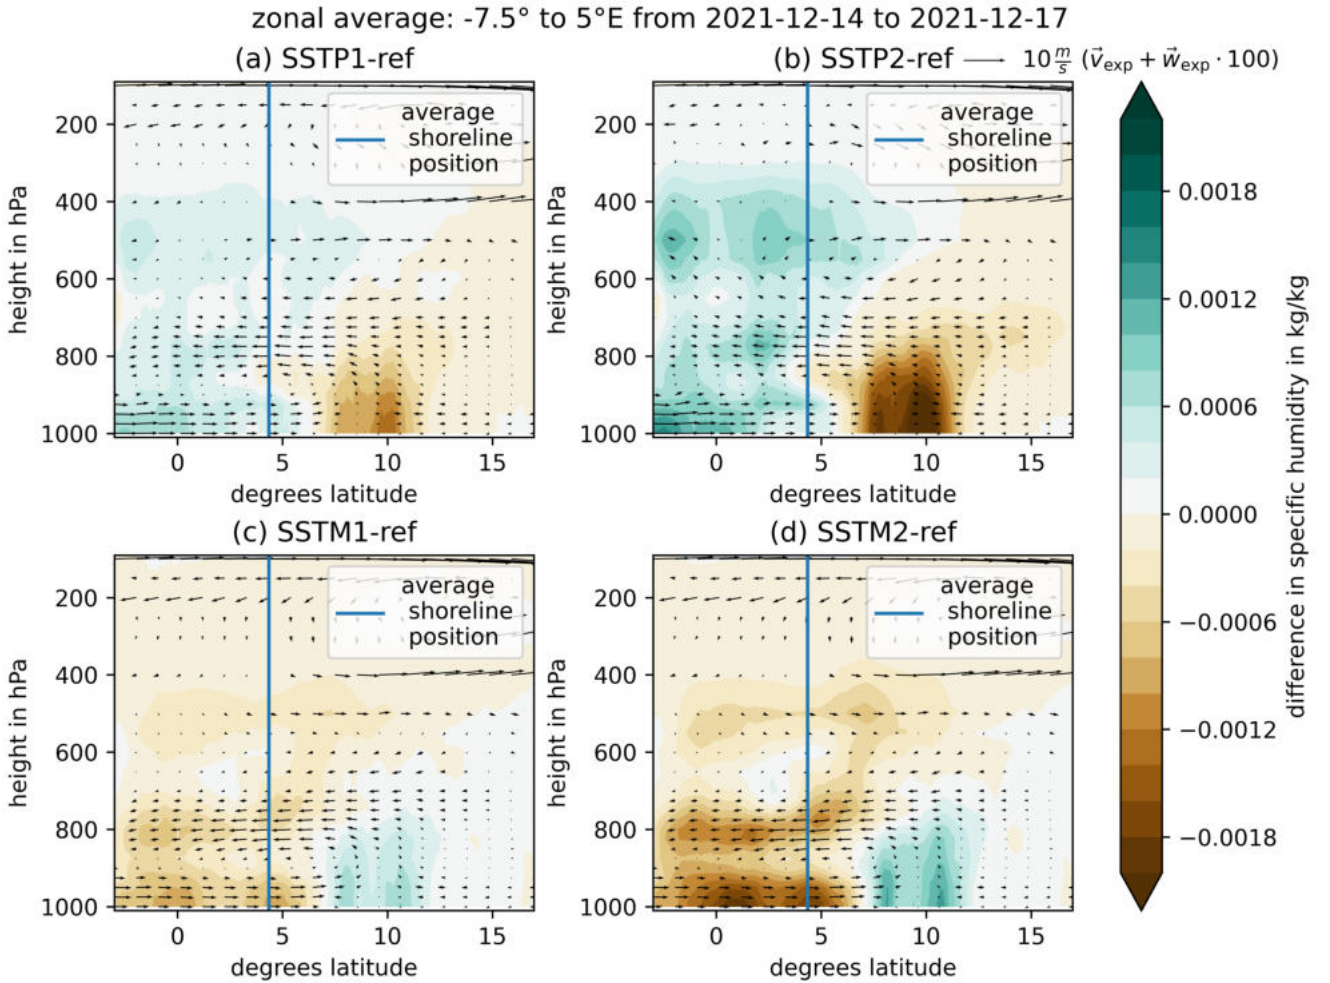 zonal average: -7.5° to 5°E from 2021-12-14 to 2021-12-17
(a) SSTP1-ref
(b) SSTP2-ref
10 m/s (v⃗exp + w⃗exp · 100)
height in hPa
200
400
600
800
1000
average
shoreline
position
0
5
10
15
degrees latitude
height in hPa
200
400
600
800
1000
average
shoreline
position
0
5
10
15
degrees latitude
(c) SSTM1-ref
(d) SSTM2-ref
height in hPa
200
400
600
800
1000
average
shoreline
position
0
5
10
15
degrees latitude
height in hPa
200
400
600
800
1000
average
shoreline
position
0
5
10
15
degrees latitude
0.0018
0.0012
0.0006
0.0000
−0.0006
−0.0012
−0.0018
difference in specific humidity in kg/kg